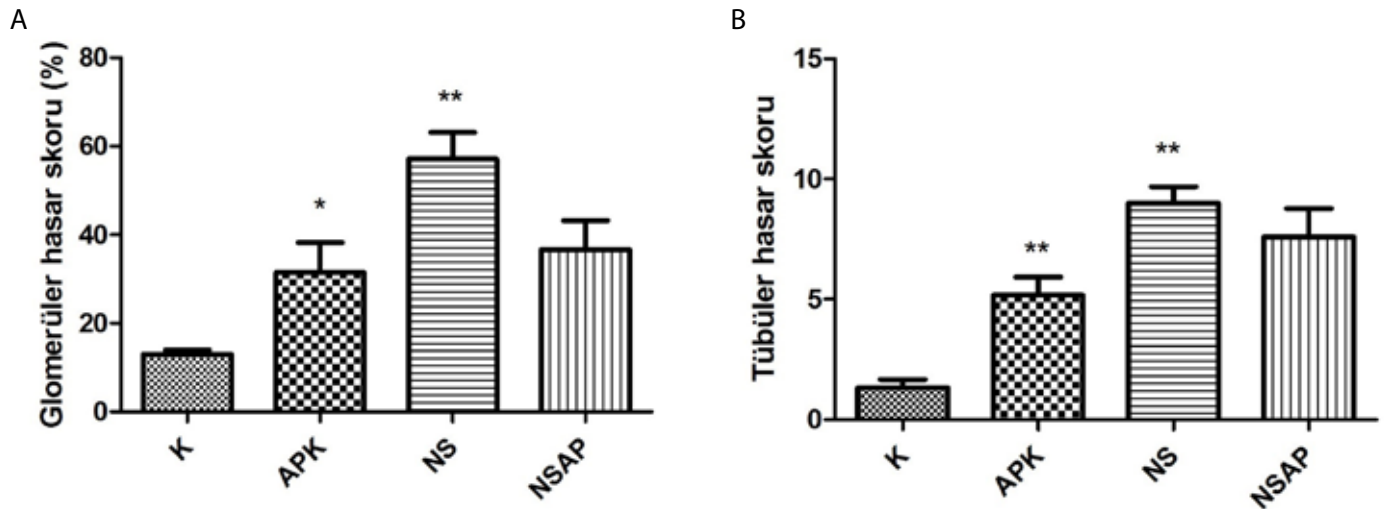 A
Glomerüler hasar skoru (%)
80
60
40
20
0
*
**
K
APK
NS
NSAP
B
Tübüler hasar skoru
15
10
5
0
**
**
K
APK
NS
NSAP